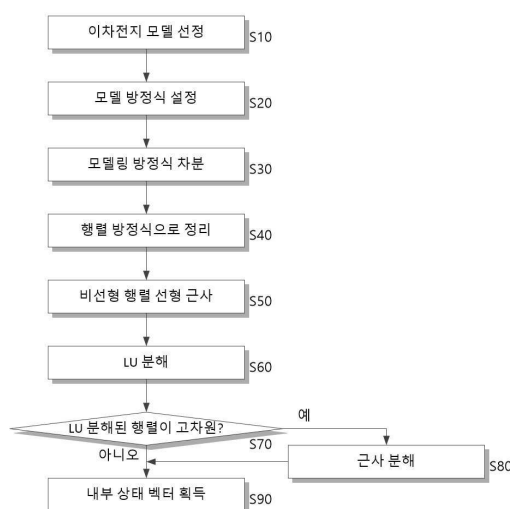 이차전지 모델 선정
S10
모델 방정식 설정
S20
모델링 방정식 차분
S30
행렬 방정식으로 정리
S40
비선형 행렬 선형 근사
S50
LU 분해
S60
LU 분해된 행렬이 고차원?
예
S70
아니오
근사 분해
S80
내부 상태 벡터 획득
S90